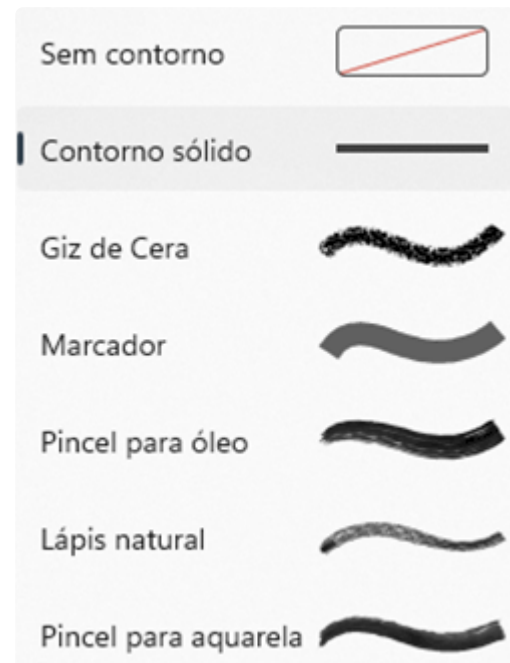 Sem contorno
Contorno sólido
Giz de Cera
Marcador
Pincel para óleo
Lápis natural
Pincel para aquarela